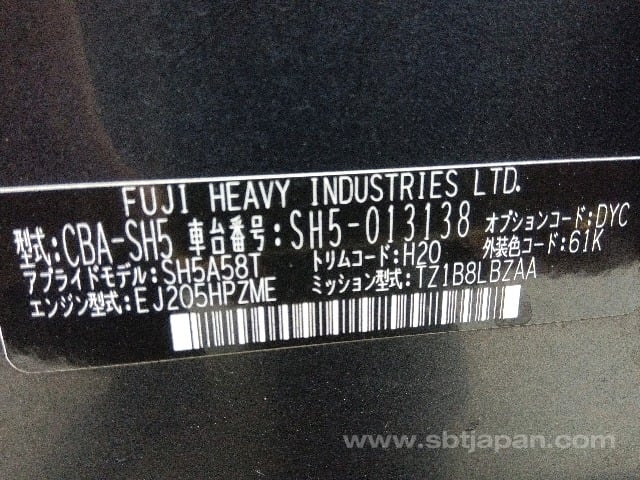 FUJI HEAVY INDUSTRIES LTD.
型式:CBA-SH5 車台番号:SH5-013138 オプションコード:DYC
アプライドモデル:SH5A58T トリムコード:H20 外装色コード:61K
エンジン型式:EJ205HPZME ミッション型式:TZ1B8LBZAA
www.sbtjapan.com